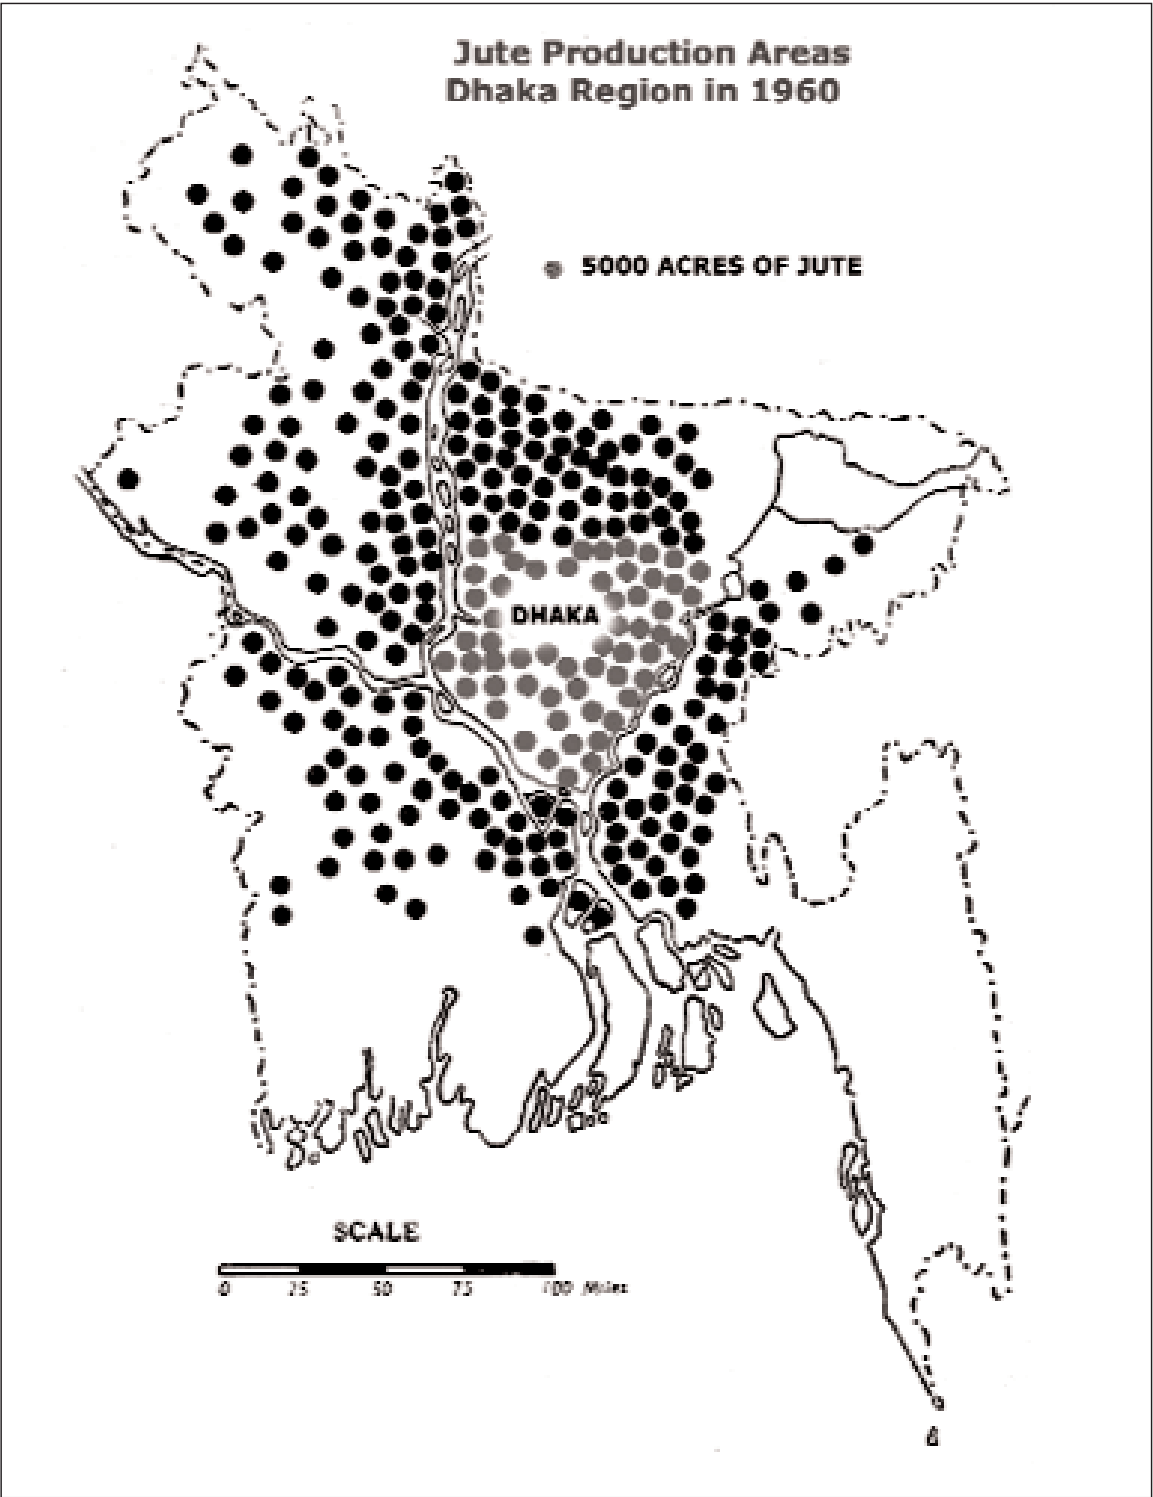 Jute Production Areas
Dhaka Region in 1960
5000 ACRES OF JUTE
DHAKA
SCALE
0 25 50 75 100 Miles